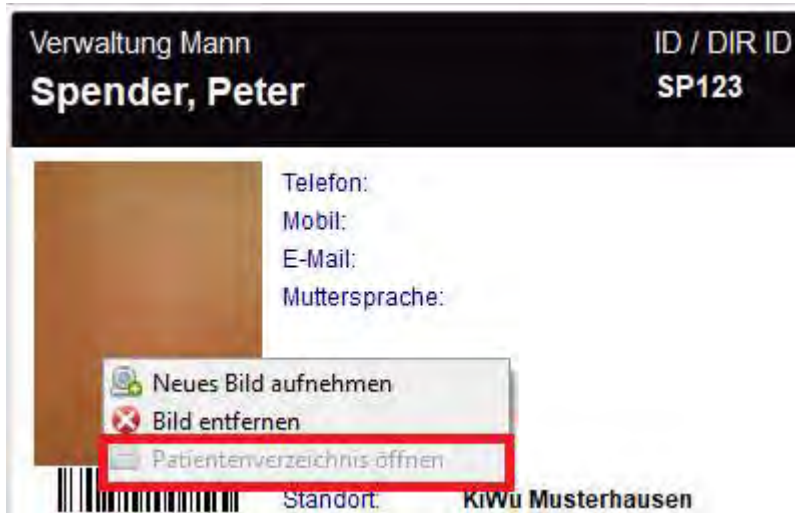 Verwaltung Mann
ID / DIR ID
Spender, Peter
SP123
Telefon:
Mobil:
E-Mail:
Muttersprache:
Neues Bild aufnehmen
Bild entfernen
Patientenverzeichnis öffnen
Standort: KiWu Musterhausen